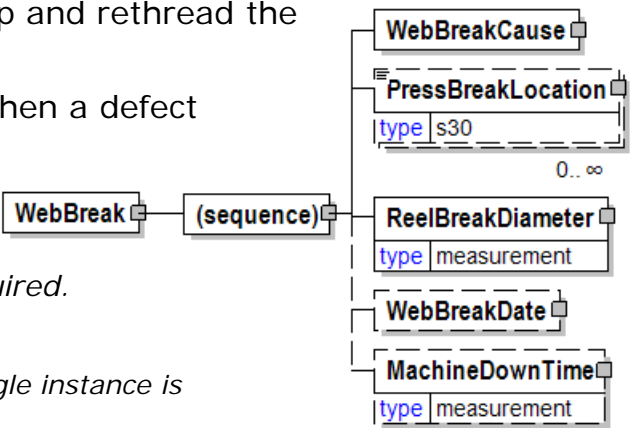 p and rethread the
hen a defect
uired.
gle instance is
WebBreak
(sequence)
WebBreakCause
PressBreakLocation
type s30
0.. ∞
ReelBreakDiameter
type measurement
WebBreakDate
MachineDownTime
type measurement